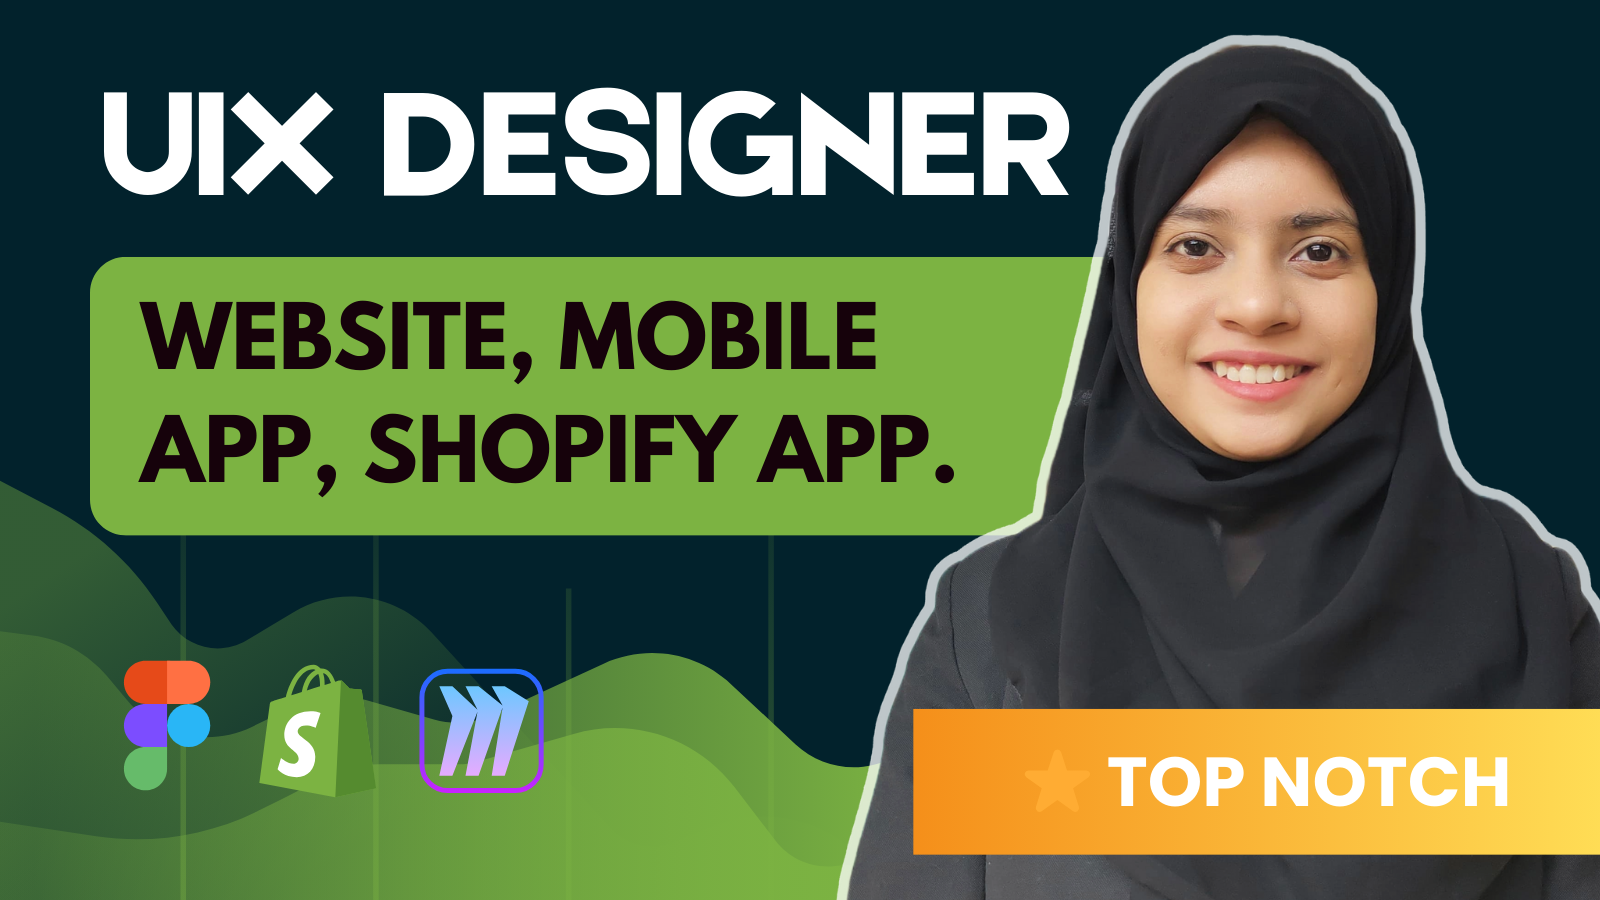 UIX DESIGNER
WEBSITE, MOBILE
APP, SHOPIFY APP.
S
TOP NOTCH